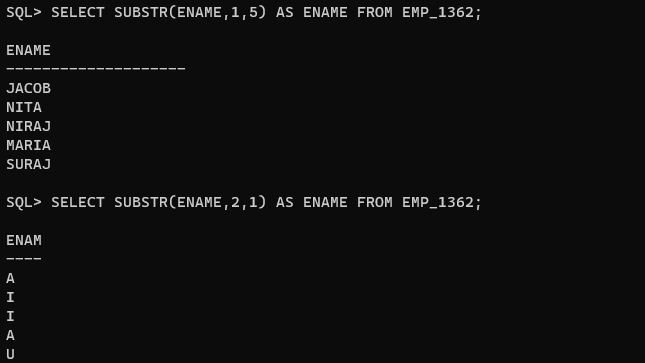 SQL> SELECT SUBSTR(ENAME,1,5) AS ENAME FROM EMP_1362;
ENAME
--------------------
JACOB
NITA
NIRAJ
MARIA
SURAJ
SQL> SELECT SUBSTR(ENAME,2,1) AS ENAME FROM EMP_1362;
ENAM
----
A
I
I
A
U